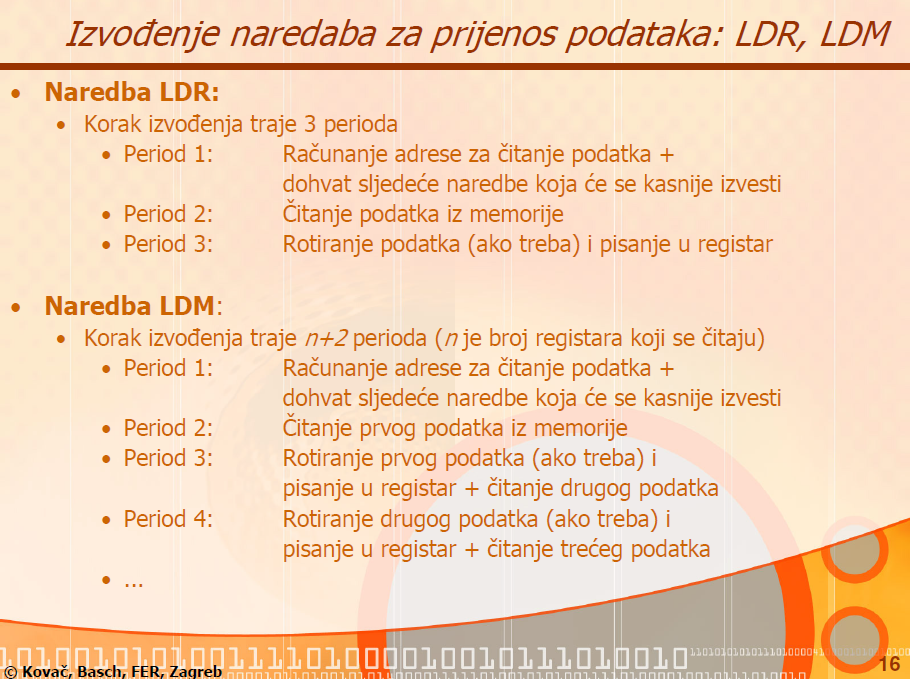 Izvođenje naredaba za prijenos podataka: LDR, LDM
• Naredba LDR:
• Korak izvođenja traje 3 perioda
• Period 1: Računanje adrese za čitanje podatka +
dohvat sljedeće naredbe koja će se kasnije izvesti
• Period 2: Čitanje podatka iz memorije
• Period 3: Rotiranje podatka (ako treba) i pisanje u registar
• Naredba LDM:
• Korak izvođenja traje n+2 perioda (n je broj registara koji se čitaju)
• Period 1: Računanje adrese za čitanje podatka +
dohvat sljedeće naredbe koja će se kasnije izvesti
• Period 2: Čitanje prvog podatka iz memorije
• Period 3: Rotiranje prvog podatka (ako treba) i
pisanje u registar + čitanje drugog podatka
• Period 4: Rotiranje drugog podatka (ako treba) i
pisanje u registar + čitanje trećeg podatka
• ...
© Kovač, Basch, FER, Zagreb
16